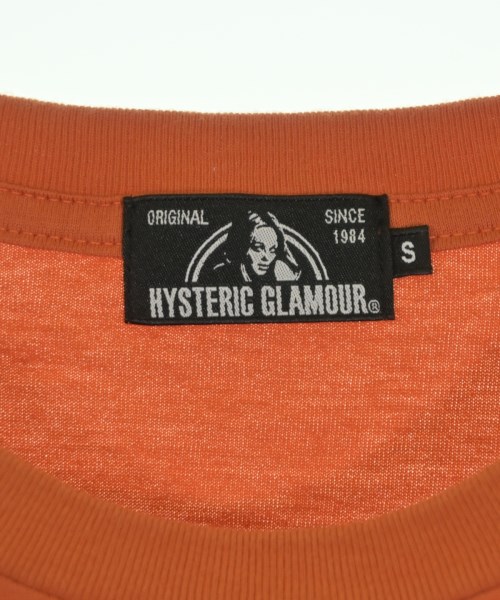 ORIGINAL SINCE
1984
HYSTERIC GLAMOUR®
S